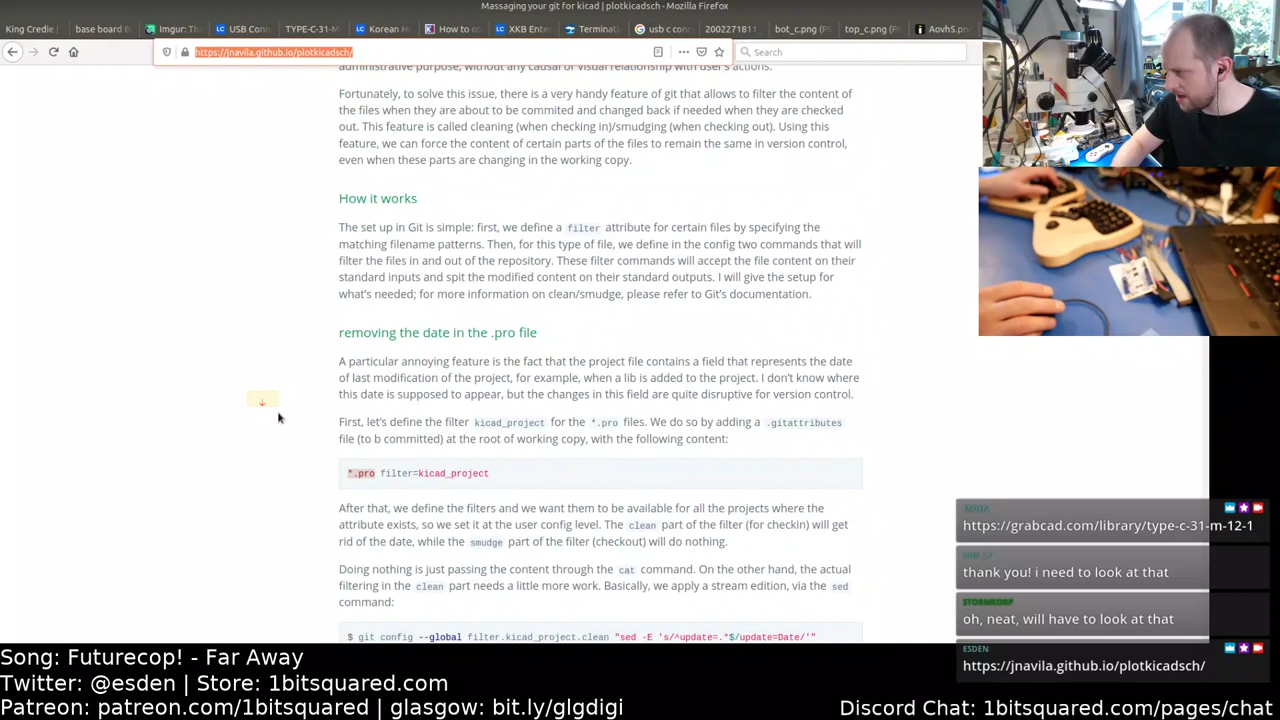 Massaging your git for kicad | plotkicadsch - Mozilla Firefox
King Credie
base board
Imgur: The
USB Conn
TYPE-C-31-M
Korean
How to c
XKB Ente
Terminati
usb c conn
2002271811
bot_c.png (P
top_c.png (P
Aovh5.pn
https://jnavila.github.io/plotkicadsch/
Search
administrative purpose, without any causal or visual relationship with user's actions.
Fortunately, to solve this issue, there is a very handy feature of git that allows to filter the content of
the files when they are about to be commited and changed back if needed when they are checked
out. This feature is called cleaning (when checking in)/smudging (when checking out). Using this
feature, we can force the content of certain parts of the files to remain the same in version control,
even when these parts are changing in the working copy.
How it works
The set up in Git is simple: first, we define a filter attribute for certain files by specifying the
matching filename patterns. Then, for this type of file, we define in the config two commands that will
filter the files in and out of the repository. These filter commands will accept the file content on their
standard inputs and spit the modified content on their standard outputs. I will give the setup for
what's needed; for more information on clean/smudge, please refer to Git's documentation.
removing the date in the .pro file
A particular annoying feature is the fact that the project file contains a field that represents the date
of last modification of the project, for example, when a lib is added to the project. I don't know where
this date is supposed to appear, but the changes in this field are quite disruptive for version control.
First, let's define the filter kicad_project for the *.pro files. We do so by adding a .gitattributes
file (to b committed) at the root of working copy, with the following content:
*.pro filter=kicad_project
After that, we define the filters and we want them to be available for all the projects where the
attribute exists, so we set it at the user config level. The clean part of the filter (for checkin) will get
rid of the date, while the smudge part of the filter (checkout) will do nothing.
Doing nothing is just passing the content through the cat command. On the other hand, the actual
filtering in the clean part needs a little more work. Basically, we apply a stream edition, via the sed
command:
$ git config --global filter.kicad_project.clean "sed -E 's/^update=.*$/update=Date/'"
https://grabcad.com/library/type-c-31-m-12-1
thank you! i need to look at that
STORMKORP
oh, neat, will have to look at that
ESDEN
https://jnavila.github.io/plotkicadsch/
Song: Futurecop! - Far Away
Twitter: @esden | Store: 1bitsquared.com
Patreon: patreon.com/1bitsquared | glasgow: bit.ly/glgdigi
Discord Chat: 1bitsquared.com/pages/chat